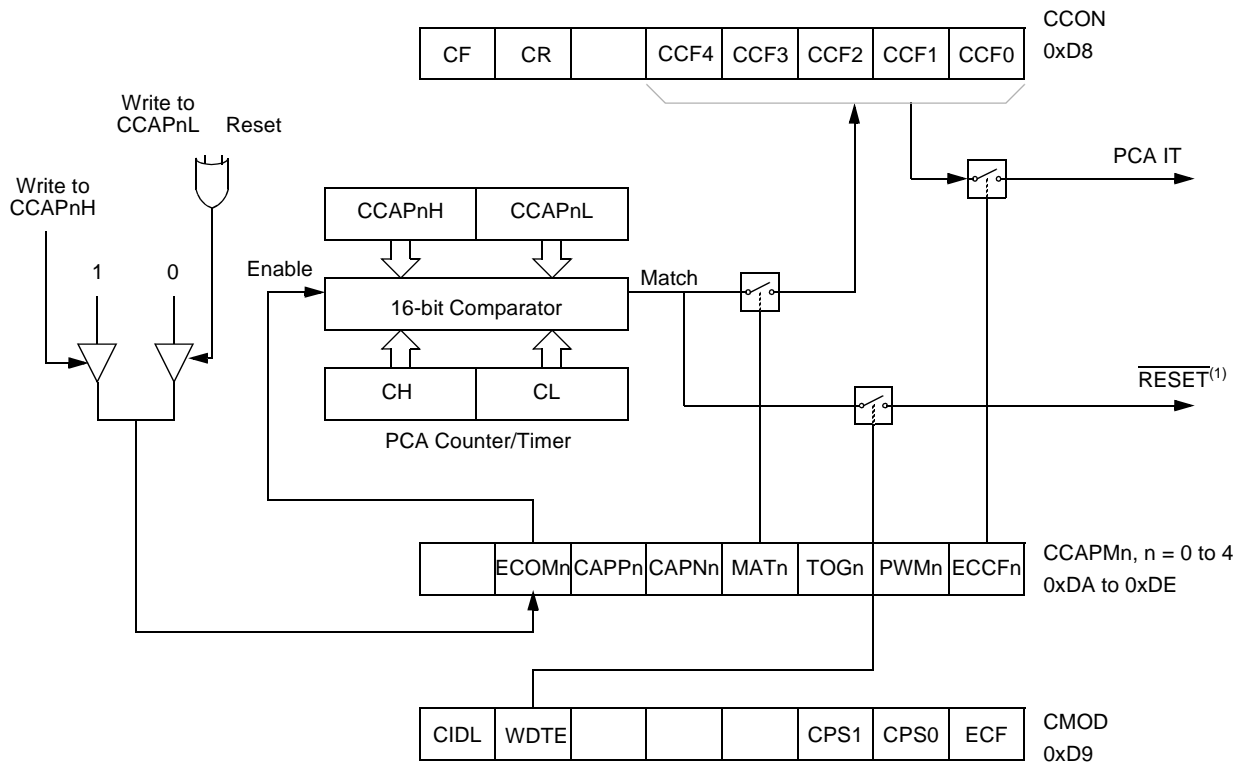 CCON
0xD8
CF CR CCF4 CCF3 CCF2 CCF1 CCF0
Write to
CCAPnL Reset
PCA IT
Write to
CCAPnH
CCAPnH CCAPnL
1 0
Enable
Match
16-bit Comparator
RESET(1)
CH CL
PCA Counter/Timer
ECOMn CAPPn CAPNn MATn TOGn PWMn ECCFn
CCAPMn, n = 0 to 4
0xDA to 0xDE
CIDL WDTE CPS1 CPS0 ECF
CMOD
0xD9